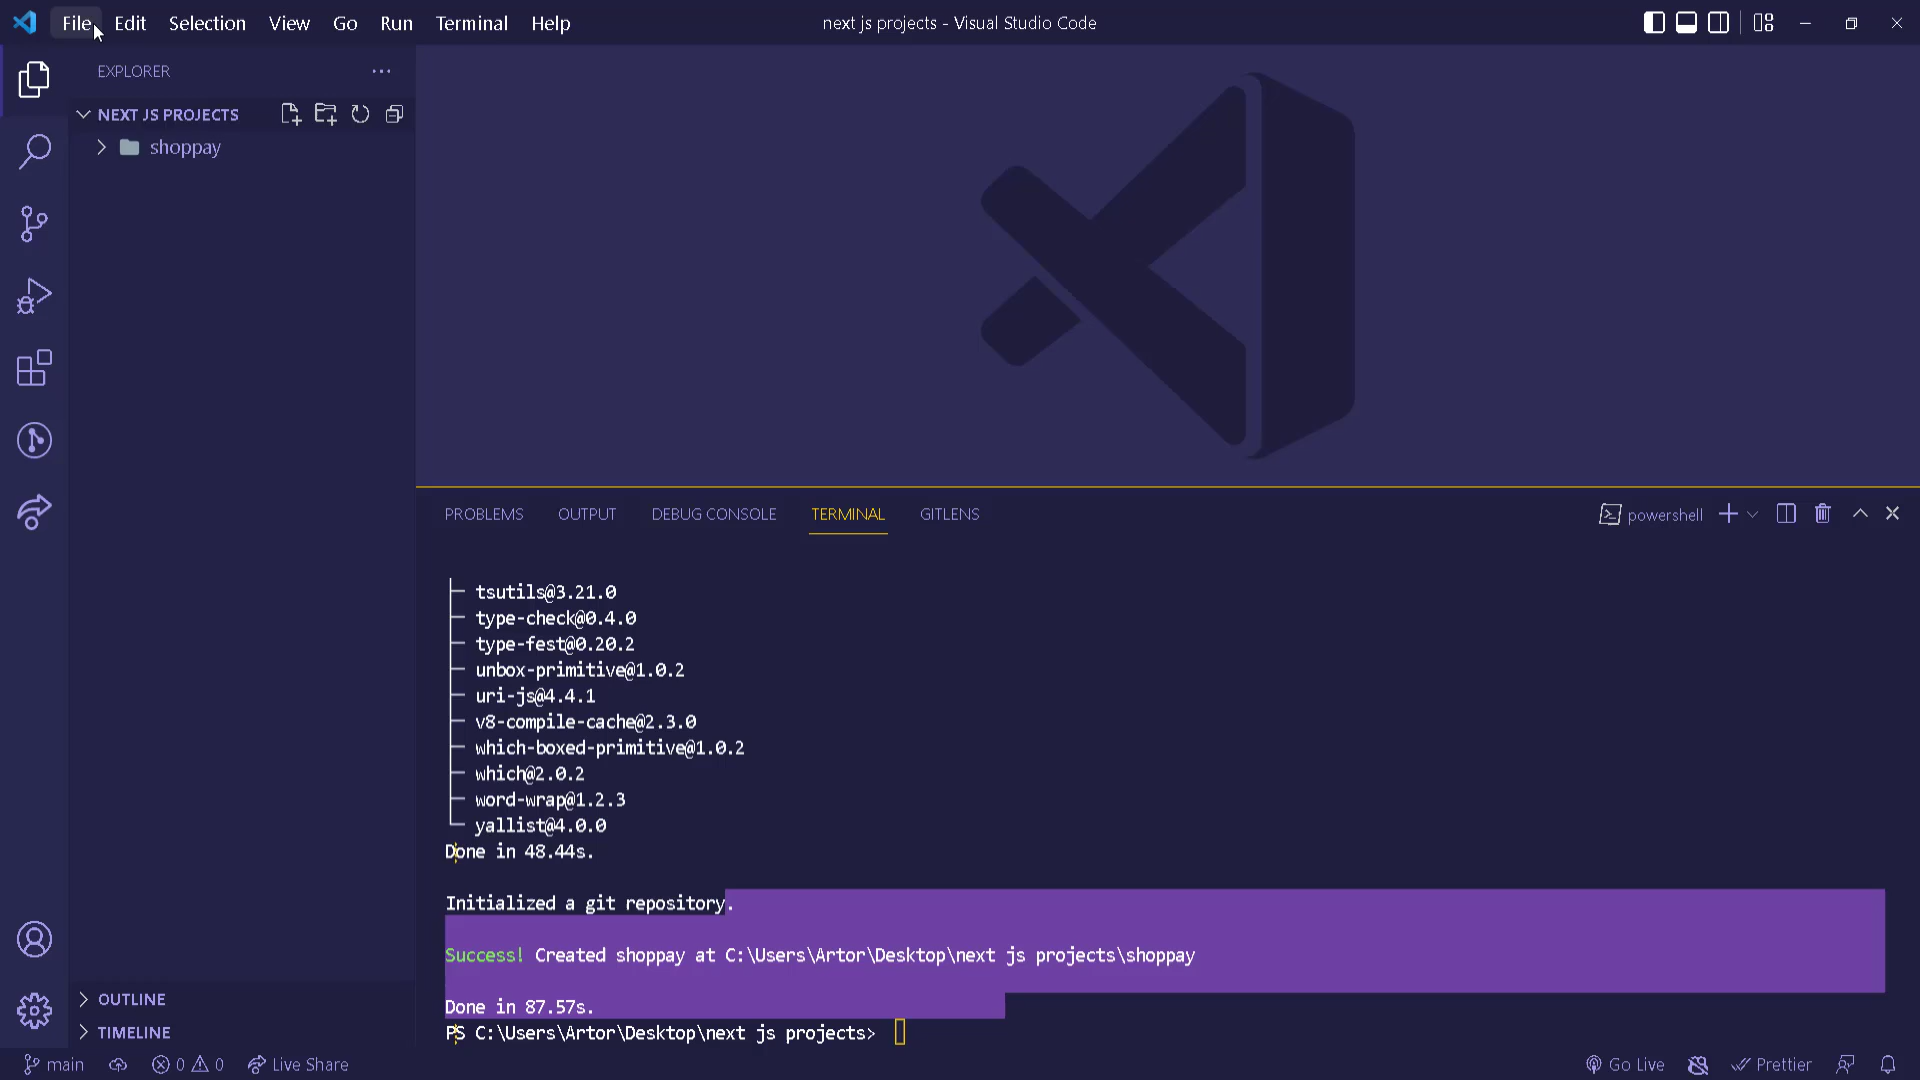 File Edit Selection View Go Run Terminal Help
next js projects - Visual Studio Code
EXPLORER
NEXT JS PROJECTS
shoppay
OUTLINE
TIMELINE
PROBLEMS OUTPUT DEBUG CONSOLE TERMINAL GITLENS
powershell
tsutils@3.21.0
type-check@0.4.0
type-fest@0.20.2
unbox-primitive@1.0.2
uri-js@4.4.1
v8-compile-cache@2.3.0
which-boxed-primitive@1.0.2
which@2.0.2
word-wrap@1.2.3
yallist@4.0.0
Done in 48.44s.
Initialized a git repository.
Success! Created shoppay at C:\Users\Artor\Desktop\next js projects\shoppay
Done in 87.57s.
PS C:\Users\Artor\Desktop\next js projects>
main 0 0 Live Share
Go Live Prettier